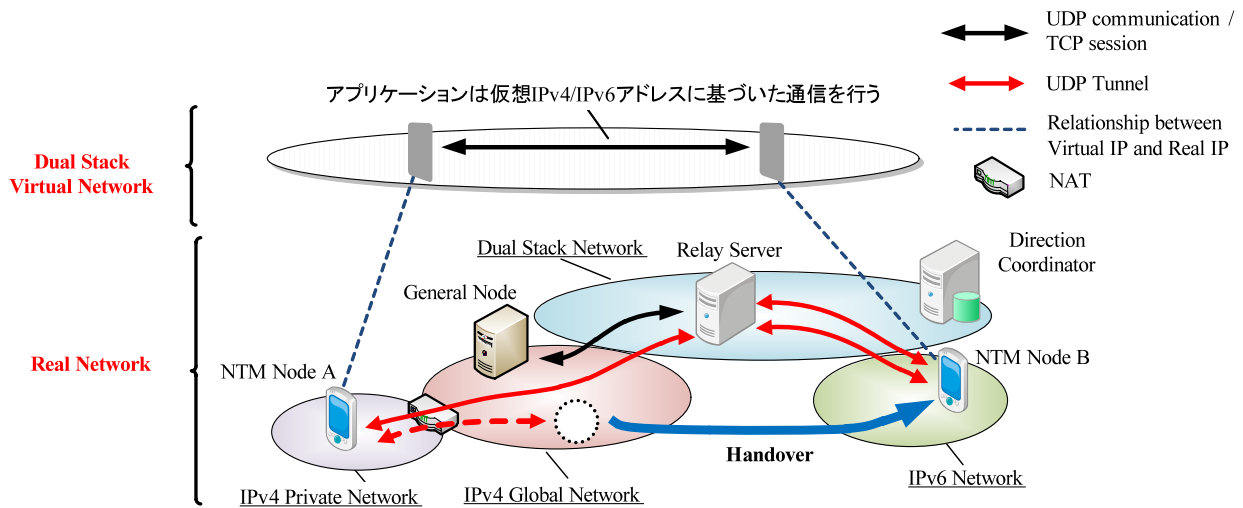 UDP communication /
TCP session
UDP Tunnel
Relationship between
Virtual IP and Real IP
NAT
アプリケーションは仮想IPv4/IPv6アドレスに基づいた通信を行う
Dual Stack
Virtual Network
Real Network
Dual Stack Network
Relay Server
Direction
Coordinator
General Node
NTM Node A
NTM Node B
Handover
IPv4 Private Network
IPv4 Global Network
IPv6 Network